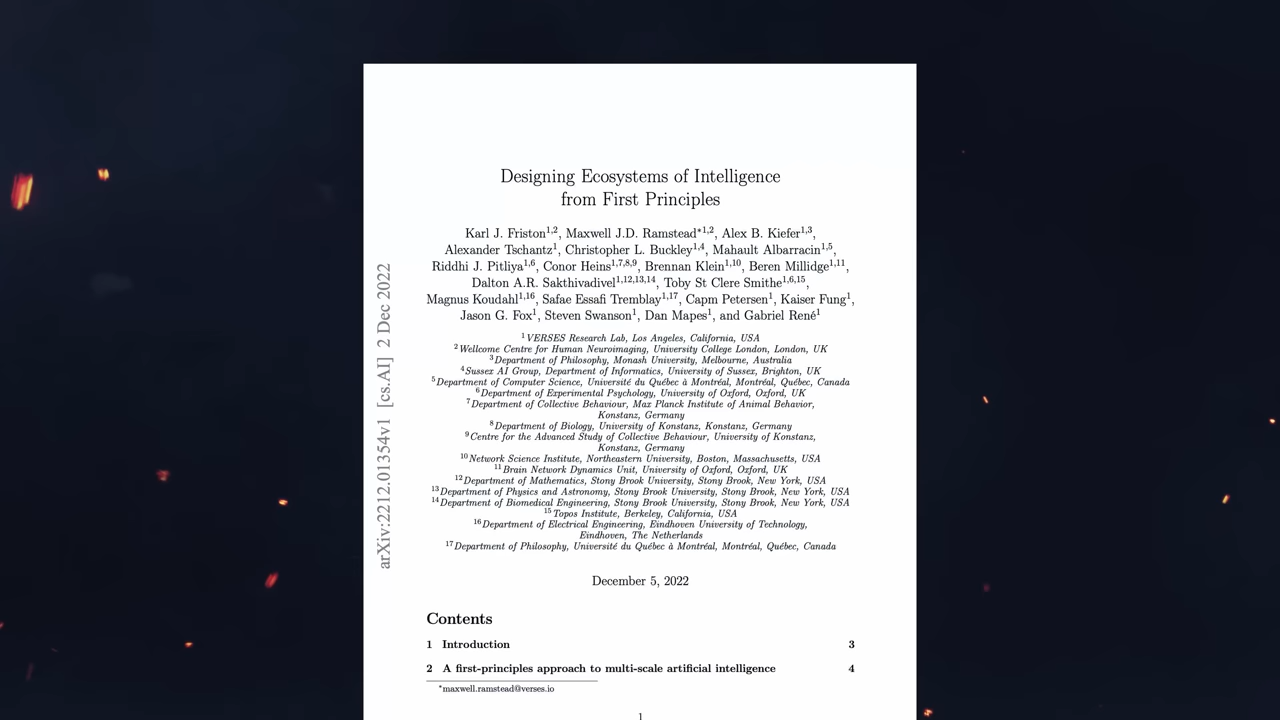 Designing Ecosystems of Intelligence
from First Principles
Karl J. Friston1,2, Maxwell J.D. Ramstead*1,2, Alex B. Kiefer1,3,
Alexander Tschantz1, Christopher L. Buckley1,4, Mahault Albarracin1,5,
Riddhi J. Pitliya1,6, Conor Heins1,7,8,9, Brennan Klein1,10, Beren Millidge1,11,
Dalton A.R. Sakthivadivel1,12,13,14, Toby St Clere Smithe1,6,15,
Magnus Koudahl1,16, Safae Essafi Tremblay1,17, Capm Petersen1, Kaiser Fung1,
Jason G. Fox1, Steven Swanson1, Dan Mapes1, and Gabriel René1
1VERSES Research Lab, Los Angeles, California, USA
2Wellcome Centre for Human Neuroimaging, University College London, London, UK
3Department of Philosophy, Monash University, Melbourne, Australia
4Sussex AI Group, Department of Informatics, University of Sussex, Brighton, UK
5Department of Computer Science, Université du Québec à Montréal, Montréal, Québec, Canada
6Department of Experimental Psychology, University of Oxford, Oxford, UK
7Department of Collective Behaviour, Max Planck Institute of Animal Behavior,
Konstanz, Germany
8Department of Biology, University of Konstanz, Konstanz, Germany
9Centre for the Advanced Study of Collective Behaviour, University of Konstanz,
Konstanz, Germany
10Network Science Institute, Northeastern University, Boston, Massachusetts, USA
11Brain Network Dynamics Unit, University of Oxford, Oxford, UK
12Department of Mathematics, Stony Brook University, Stony Brook, New York, USA
13Department of Physics and Astronomy, Stony Brook University, Stony Brook, New York, USA
14Department of Biomedical Engineering, Stony Brook University, Stony Brook, New York, USA
15Topos Institute, Berkeley, California, USA
16Department of Electrical Engineering, Eindhoven University of Technology,
Eindhoven, The Netherlands
17Department of Philosophy, Université du Québec à Montréal, Montréal, Québec, Canada
arXiv:2212.01354v1 [cs.AI] 2 Dec 2022
December 5, 2022
Contents
1 Introduction 3
2 A first-principles approach to multi-scale artificial intelligence 4
*maxwell.ramstead@verses.io
1